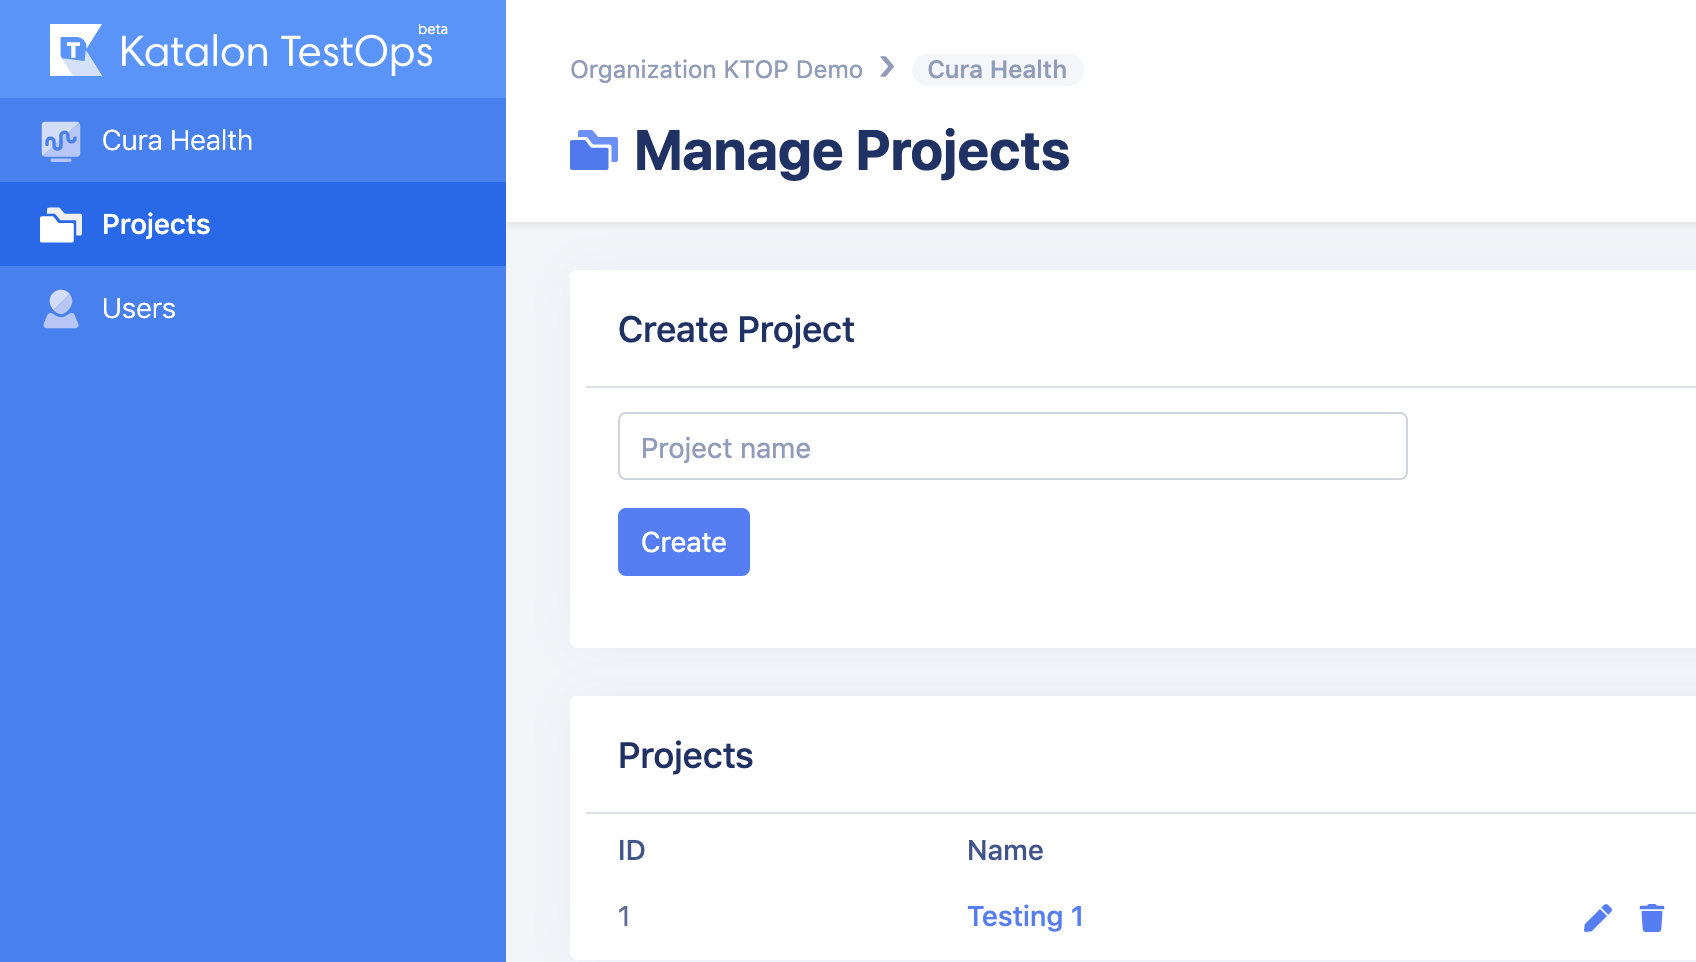 Katalon TestOps beta
Cura Health
Projects
Users
Organization KTOP Demo > Cura Health
Manage Projects
Create Project
Project name
Create
Projects
ID Name
1 Testing 1